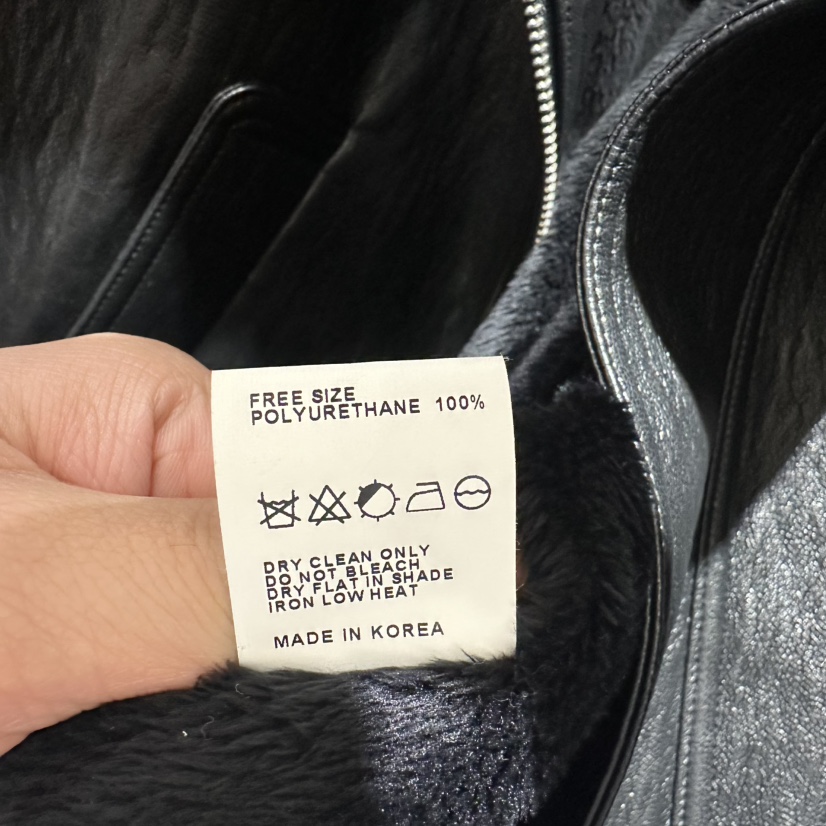 FREE SIZE
POLYURETHANE 100%
DRY CLEAN ONLY
DO NOT BLEACH
DRY FLAT IN SHADE
IRON LOW HEAT
MADE IN KOREA